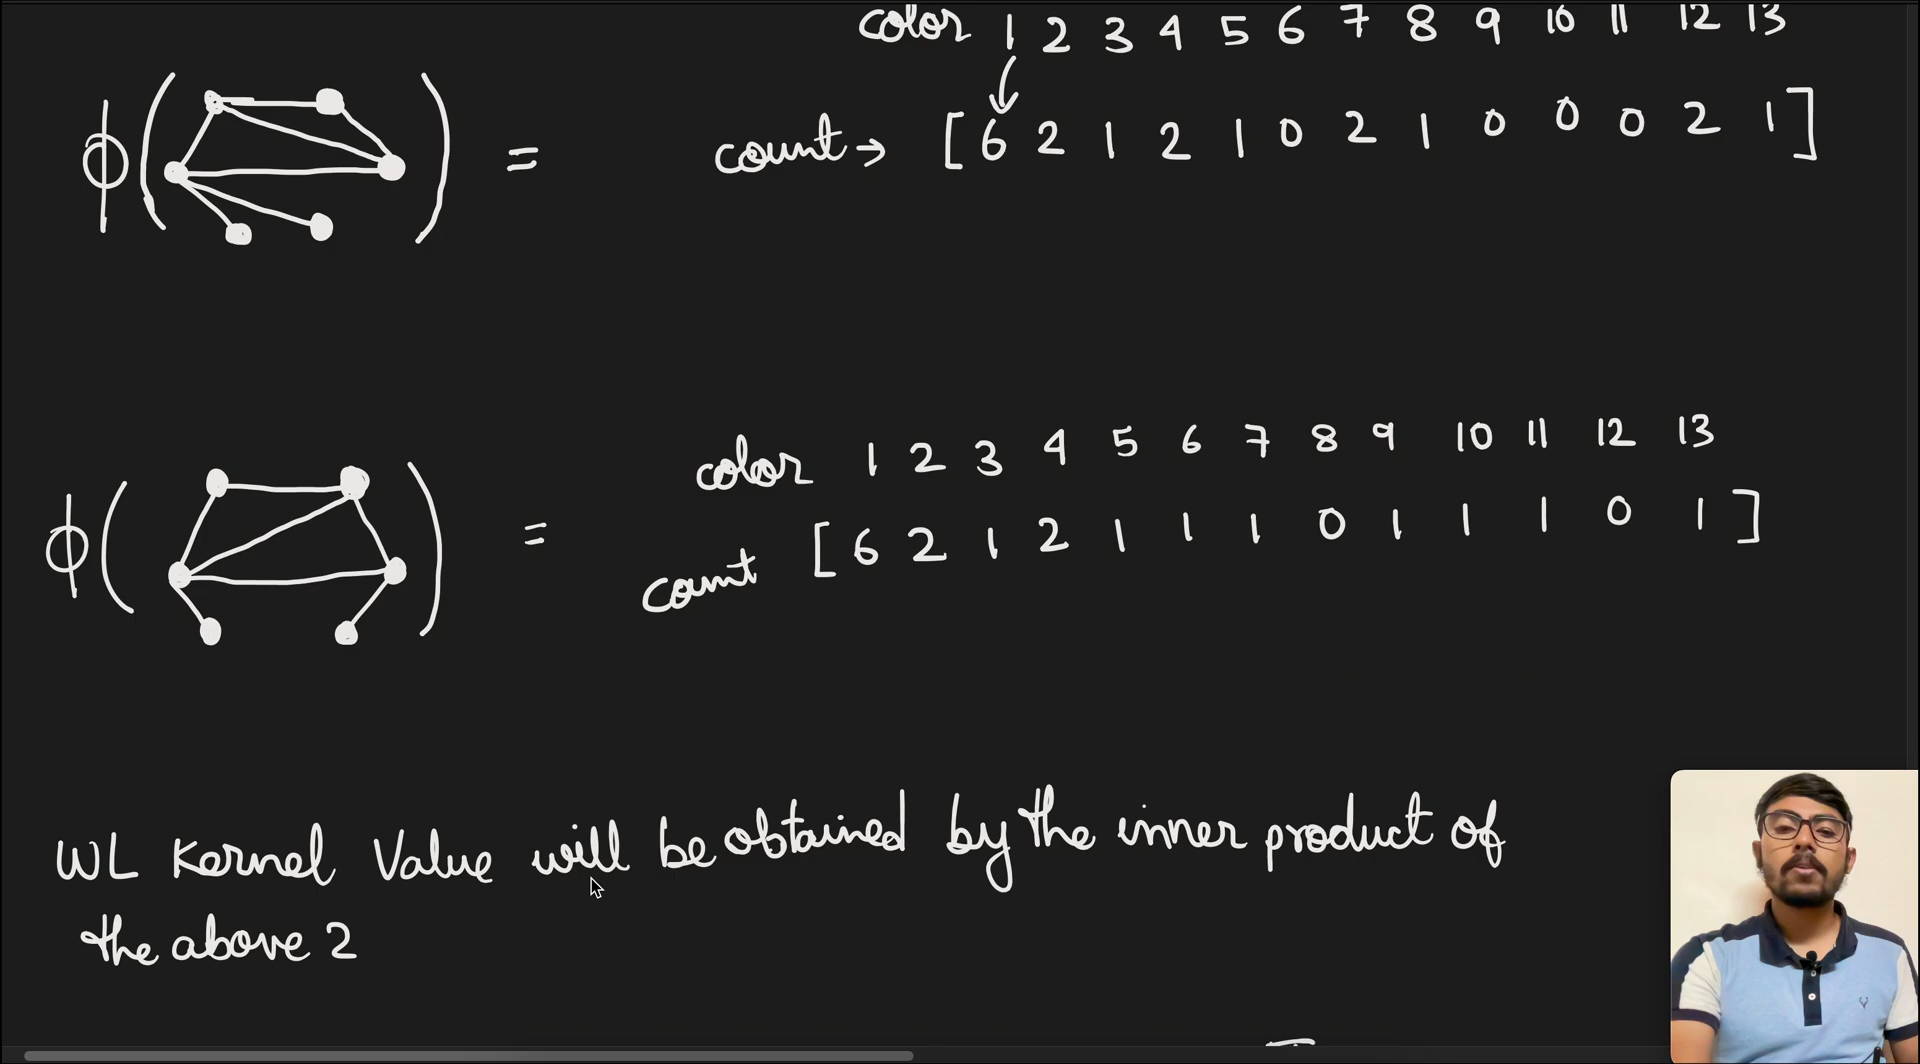 color 1 2 3 4 5 6 7 8 9 10 11 12 13
ϕ( ) = count → [ 6 2 1 2 1 0 2 1 0 0 0 2 1 ]
color 1 2 3 4 5 6 7 8 9 10 11 12 13
ϕ( ) = count [ 6 2 1 2 1 1 1 0 1 1 1 0 1 ]
WL Kernel Value will be obtained by the inner product of
the above 2